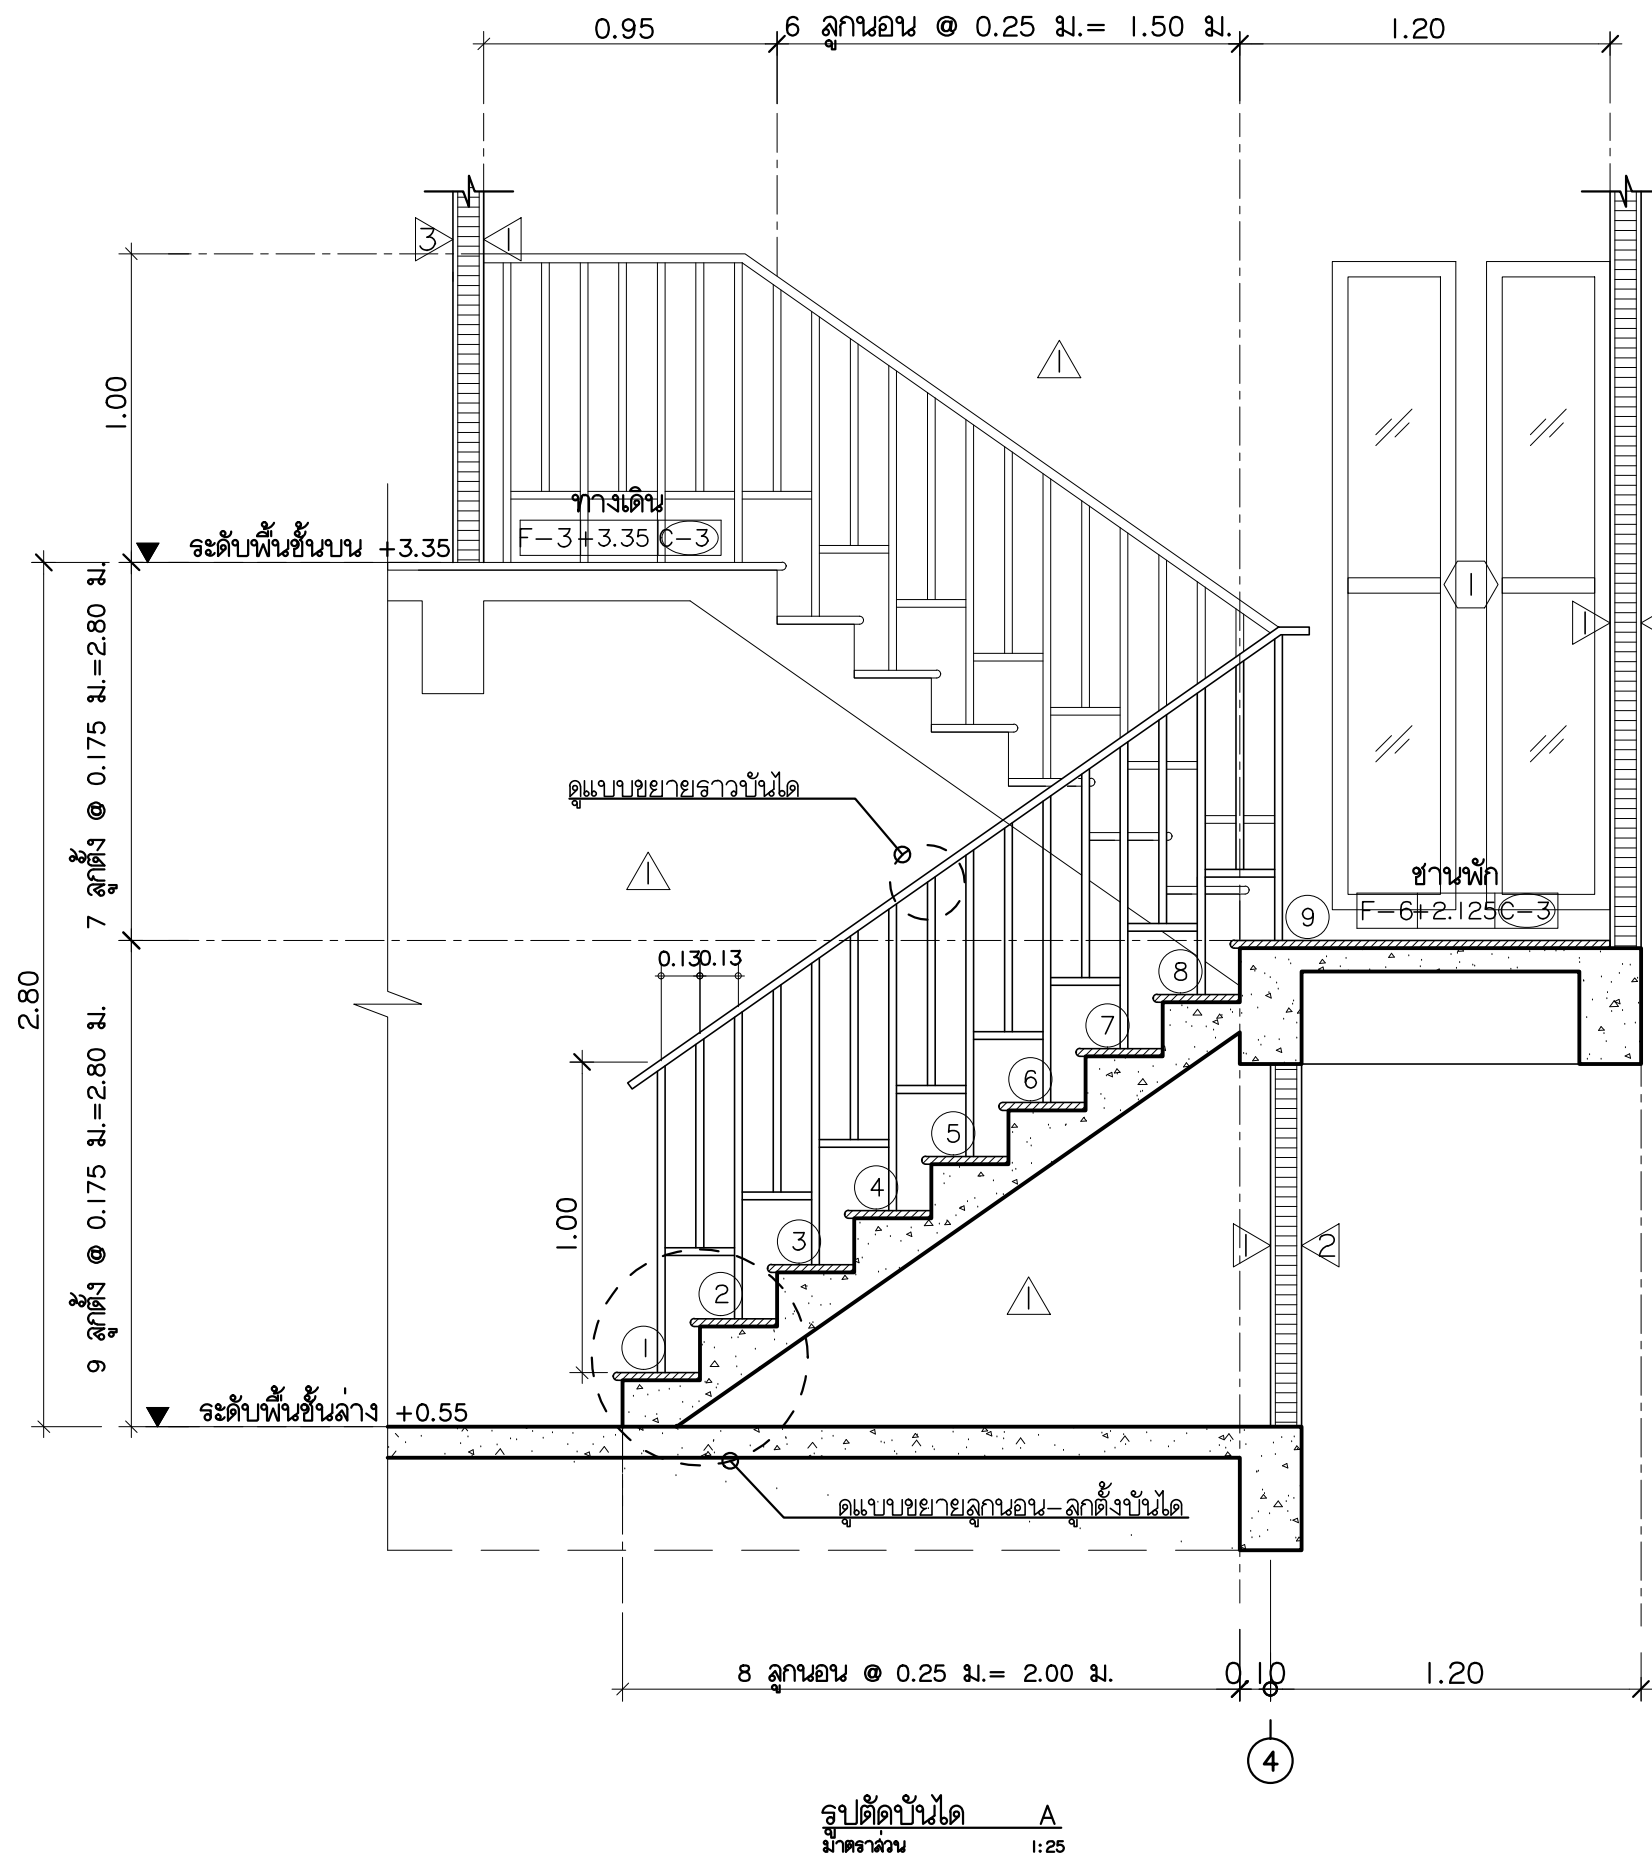 0.95
6 ลูกนอน @ 0.25 ม.= 1.50 ม.
1.20
3
1
1.00
1
ทางเดิน
F-3 +3.35 C-3
ระดับพื้นชั้นบน +3.35
1
1
7 ลูกตั้ง @ 0.175 ม.=2.80 ม.
ดูแบบขยายราวบันได
1
ชานพัก
F-6 +2.125 C-3
9
0.13 0.13
8
2.80
7
6
5
4
1.00
3
1
2
9 ลูกตั้ง @ 0.175 ม.=2.80 ม.
2
1
1
ระดับพื้นชั้นล่าง +0.55
ดูแบบขยายลูกนอน-ลูกตั้งบันได
8 ลูกนอน @ 0.25 ม.= 2.00 ม.
0.10
1.20
4
รูปตัดบันได A
มาตราส่วน 1:25